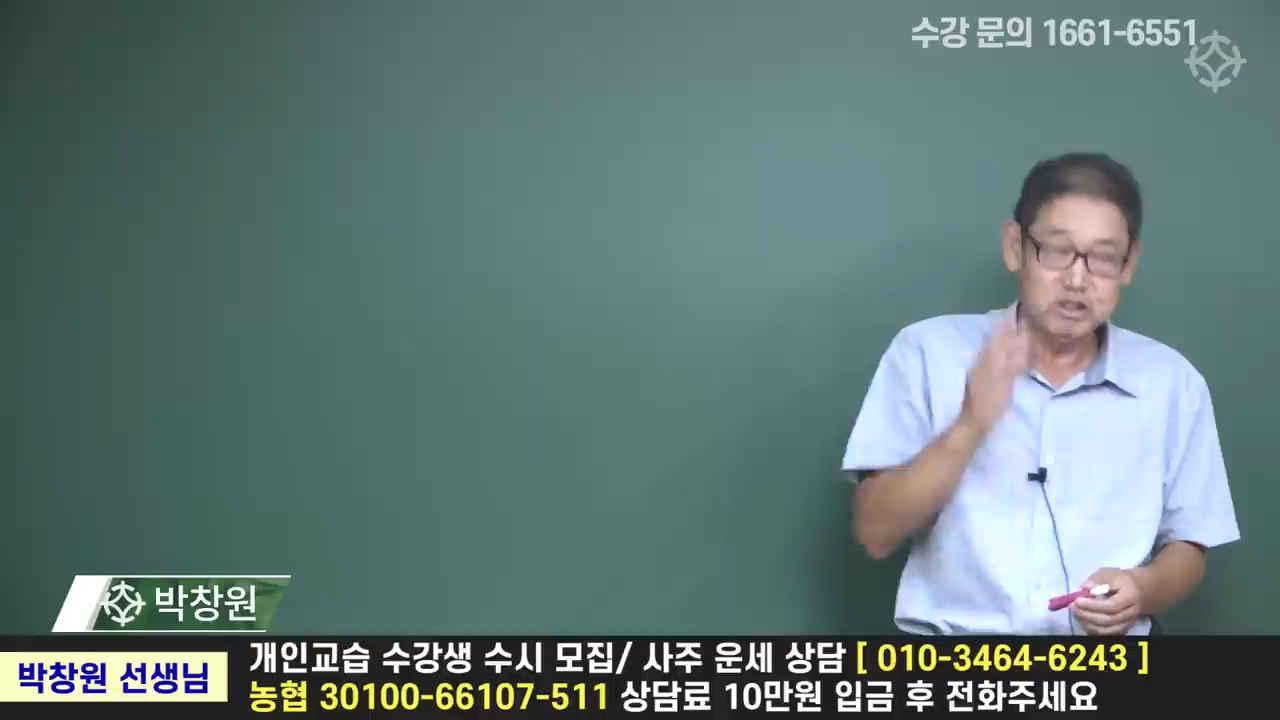 수강 문의 1661-6551
박창원
박창원 선생님
개인교습 수강생 수시 모집/ 사주 운세 상담 [ 010-3464-6243 ]
농협 30100-66107-511 상담료 10만원 입금 후 전화주세요